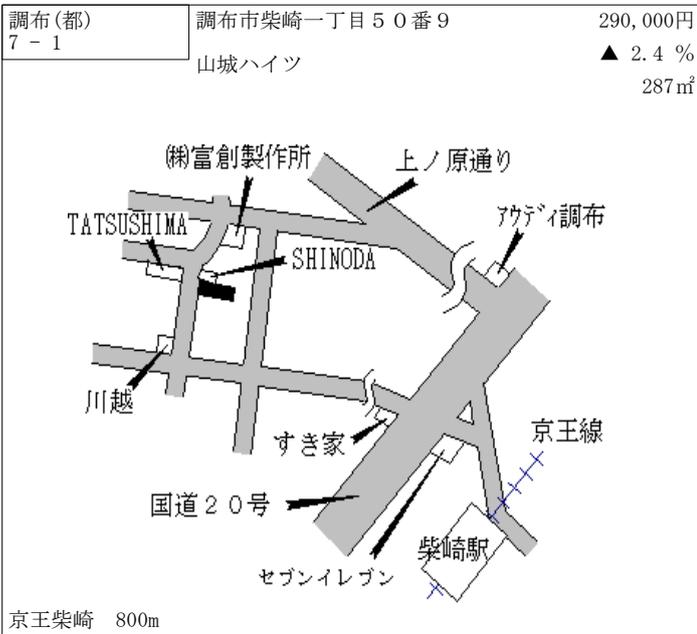 調布(都)
7 - 1
調布市柴崎一丁目５０番９
山城ハイツ
290,000円
▲ 2.4 %
287㎡
㈱富創製作所
上ノ原通り
TATSUSHIMA
ｱｳﾃﾞｨ調布
SHINODA
川越
すき家
京王線
国道２０号
柴崎駅
セブンイレブン
京王柴崎 800m